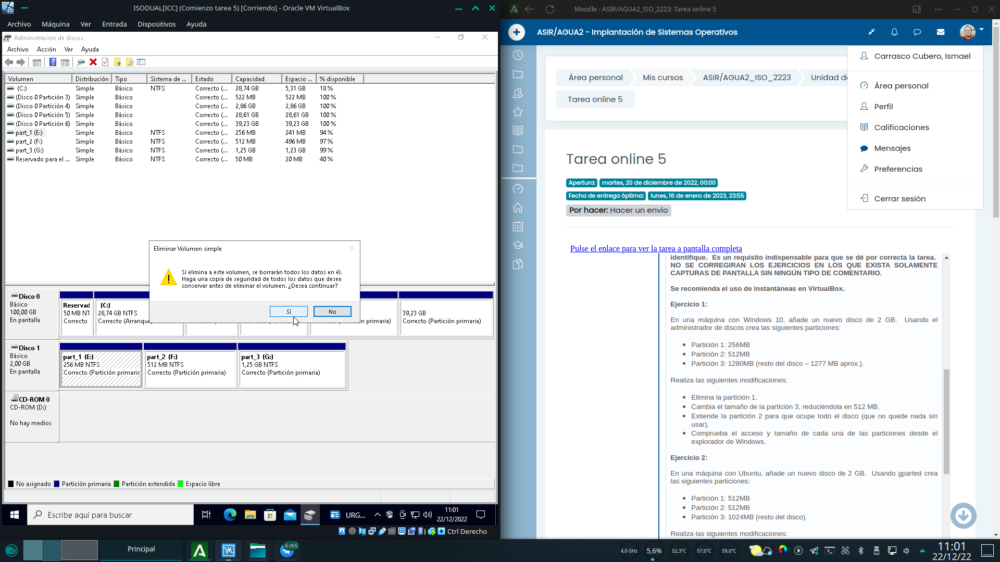 ISODUAL[ICC] (Comienzo tarea 5) [Corriendo] - Oracle VM VirtualBox
Archivo Máquina Ver Entrada Dispositivos Ayuda
Administración de discos
Archivo Acción Ver Ayuda
Volumen Distribución Tipo Sistema de ... Estado Capacidad Espacio ... % disponible
(C:) Simple Básico NTFS Correcto (... 28,74 GB 5,31 GB 18 %
(Disco 0 Partición 3) Simple Básico Correcto (... 522 MB 522 MB 100 %
(Disco 0 Partición 4) Simple Básico Correcto (... 2,86 GB 2,86 GB 100 %
(Disco 0 Partición 5) Simple Básico Correcto (... 28,61 GB 28,61 GB 100 %
(Disco 0 Partición 6) Simple Básico Correcto (... 39,23 GB 39,23 GB 100 %
part_1 (E:) Simple Básico NTFS Correcto (... 256 MB 241 MB 94 %
part_2 (F:) Simple Básico NTFS Correcto (... 512 MB 496 MB 97 %
part_3 (G:) Simple Básico NTFS Correcto (... 1,25 GB 1,23 GB 99 %
Reservado para el ... Simple Básico NTFS Correcto (... 50 MB 20 MB 40 %
Eliminar Volumen simple
Si elimina a este volumen, se borrarán todos los datos en él.
Haga una copia de seguridad de todos los datos que desee
conservar antes de eliminar el volumen. ¿Desea continuar?
Sí No
Disco 0
Básico
100,00 GB
En pantalla
Reservad
50 MB NT
Correcto
(C:)
28,74 GB NTFS
Correcto (Arranque
n primaria)
39,23 GB
Correcto (Partición primaria)
Disco 1
Básico
2,00 GB
En pantalla
part_1 (E:)
256 MB NTFS
Correcto (Partición primaria
part_2 (F:)
512 MB NTFS
Correcto (Partición primaria)
part_3 (G:)
1,25 GB NTFS
Correcto (Partición primaria)
CD-ROM 0
CD-ROM (D:)
No hay medios
No asignado Partición primaria Partición extendida Espacio libre
Escribe aquí para buscar
URG...
11:01
22/12/2022
Ctrl Derecho
Moodle - ASIR/AGUA2_ISO_2223: Tarea online 5
ASIR/AGUA2 - Implantación de Sistemas Operativos
Carrasco Cubero, Ismael
Área personal
Perfil
Calificaciones
Mensajes
Preferencias
Cerrar sesión
Área personal Mis cursos ASIR/AGUA2_ISO_2223 Unidad de
Tarea online 5
Tarea online 5
Apertura: martes, 20 de diciembre de 2022, 00:00
Fecha de entrega óptima: lunes, 16 de enero de 2023, 23:55
Por hacer: Hacer un envío
Pulse el enlace para ver la tarea a pantalla completa
identifique. Es un requisito indispensable para que se dé por correcta la tarea.
NO SE CORREGIRAN LOS EJERCICIOS EN LOS QUE EXISTA SOLAMENTE
CAPTURAS DE PANTALLA SIN NINGÚN TIPO DE COMENTARIO.
Se recomienda el uso de instantáneas en VirtualBox.
Ejercicio 1:
En una máquina con Windows 10, añade un nuevo disco de 2 GB. Usando el
administrador de discos crea las siguientes particiones:
• Partición 1: 256MB
• Partición 2: 512MB
• Partición 3: 1280MB (resto del disco – 1277 MB aprox.).
Realiza las siguientes modificaciones:
• Elimina la partición 1.
• Cambia el tamaño de la partición 3, reduciéndola en 512 MB.
• Extiende la partición 2 para que ocupe todo el disco (que no quede nada sin
usar).
• Comprueba el acceso y tamaño de cada una de las particiones desde el
explorador de Windows.
Ejercicio 2:
En una máquina con Ubuntu, añade un nuevo disco de 2 GB. Usando gparted crea
las siguientes particiones:
• Partición 1: 512MB
• Partición 2: 512MB
• Partición 3: 1024MB (resto del disco).
Realiza las siguientes modificaciones:
Principal
6.055
4,0 GHz 5,6% 52,3°C 57,0°C 59,0°C
11:01
22/12/22